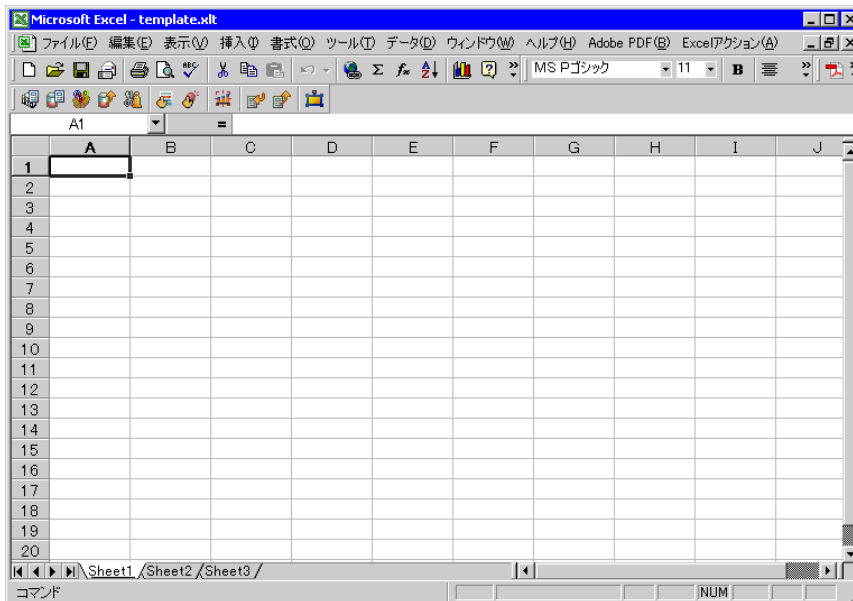 Microsoft Excel - template.xlt
ファイル(F) 編集(E) 表示(V) 挿入(I) 書式(O) ツール(T) データ(D) ウィンドウ(W) ヘルプ(H) Adobe PDF(B) Excelアクション(A)
ABC Σ fx MS Pゴシック 11 B
A1 =
A B C D E F G H I J
1
2
3
4
5
6
7
8
9
10
11
12
13
14
15
16
17
18
19
20
Sheet1 Sheet2 Sheet3
コマンド NUM